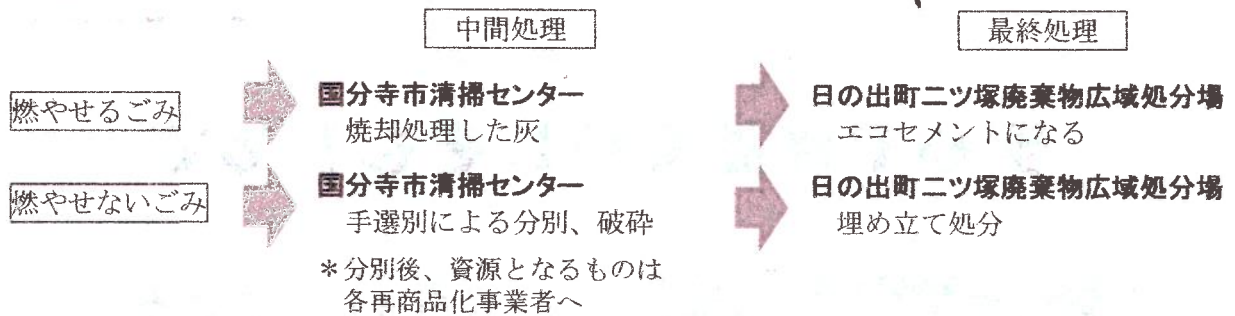 中間処理
最終処理
燃やせるごみ
国分寺市清掃センター
焼却処理した灰
日の出町二ツ塚廃棄物広域処分場
エコセメントになる
燃やせないごみ
国分寺市清掃センター
手選別による分別、破砕
*分別後、資源となるものは
各再商品化事業者へ
日の出町二ツ塚廃棄物広域処分場
埋め立て処分